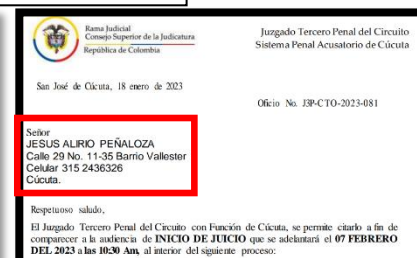 Rama Judicial
Consejo Superior de la Judicatura
República de Colombia
Juzgado Tercero Penal del Circuito
Sistema Penal Acusatorio de Cúcuta
San José de Cúcuta, 18 enero de 2023
Oficio No. J3P-CTO-2023-081
Señor
JESUS ALIRIO PEÑALOZA
Calle 29 No. 11-35 Barrio Vallester
Celular 315 2436326
Cúcuta.
Respetuoso saludo,
El Juzgado Tercero Penal del Circuito con Función de Cúcuta, se permite citarlo a fin de
comparecer a la audiencia de INICIO DE JUICIO que se adelantará el 07 FEBRERO
DEL 2023 a las 10:30 Am, al interior del siguiente proceso: